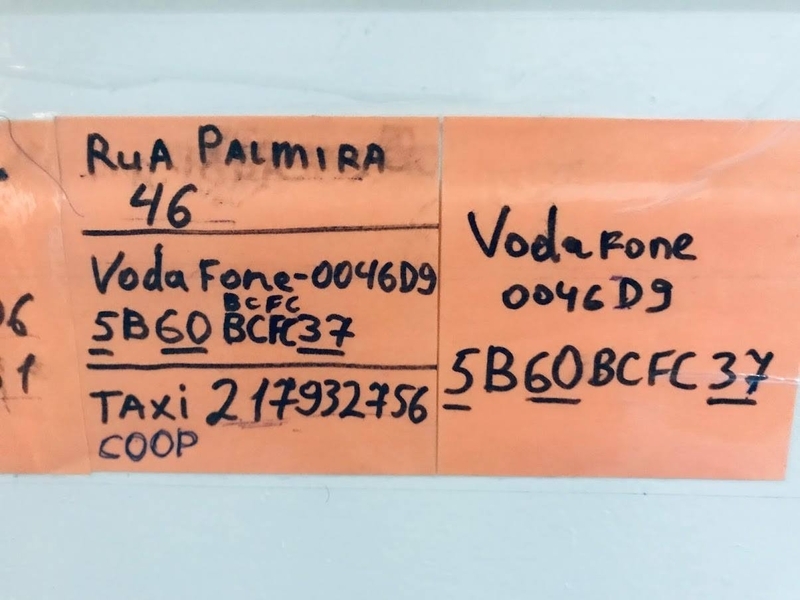 RUA PALMIRA
46
VodaFone-0046D9
BCFC
5B60BCFC37
TAXi 217932756
COOP
VodaFone
0046D9
5B60BCFC37